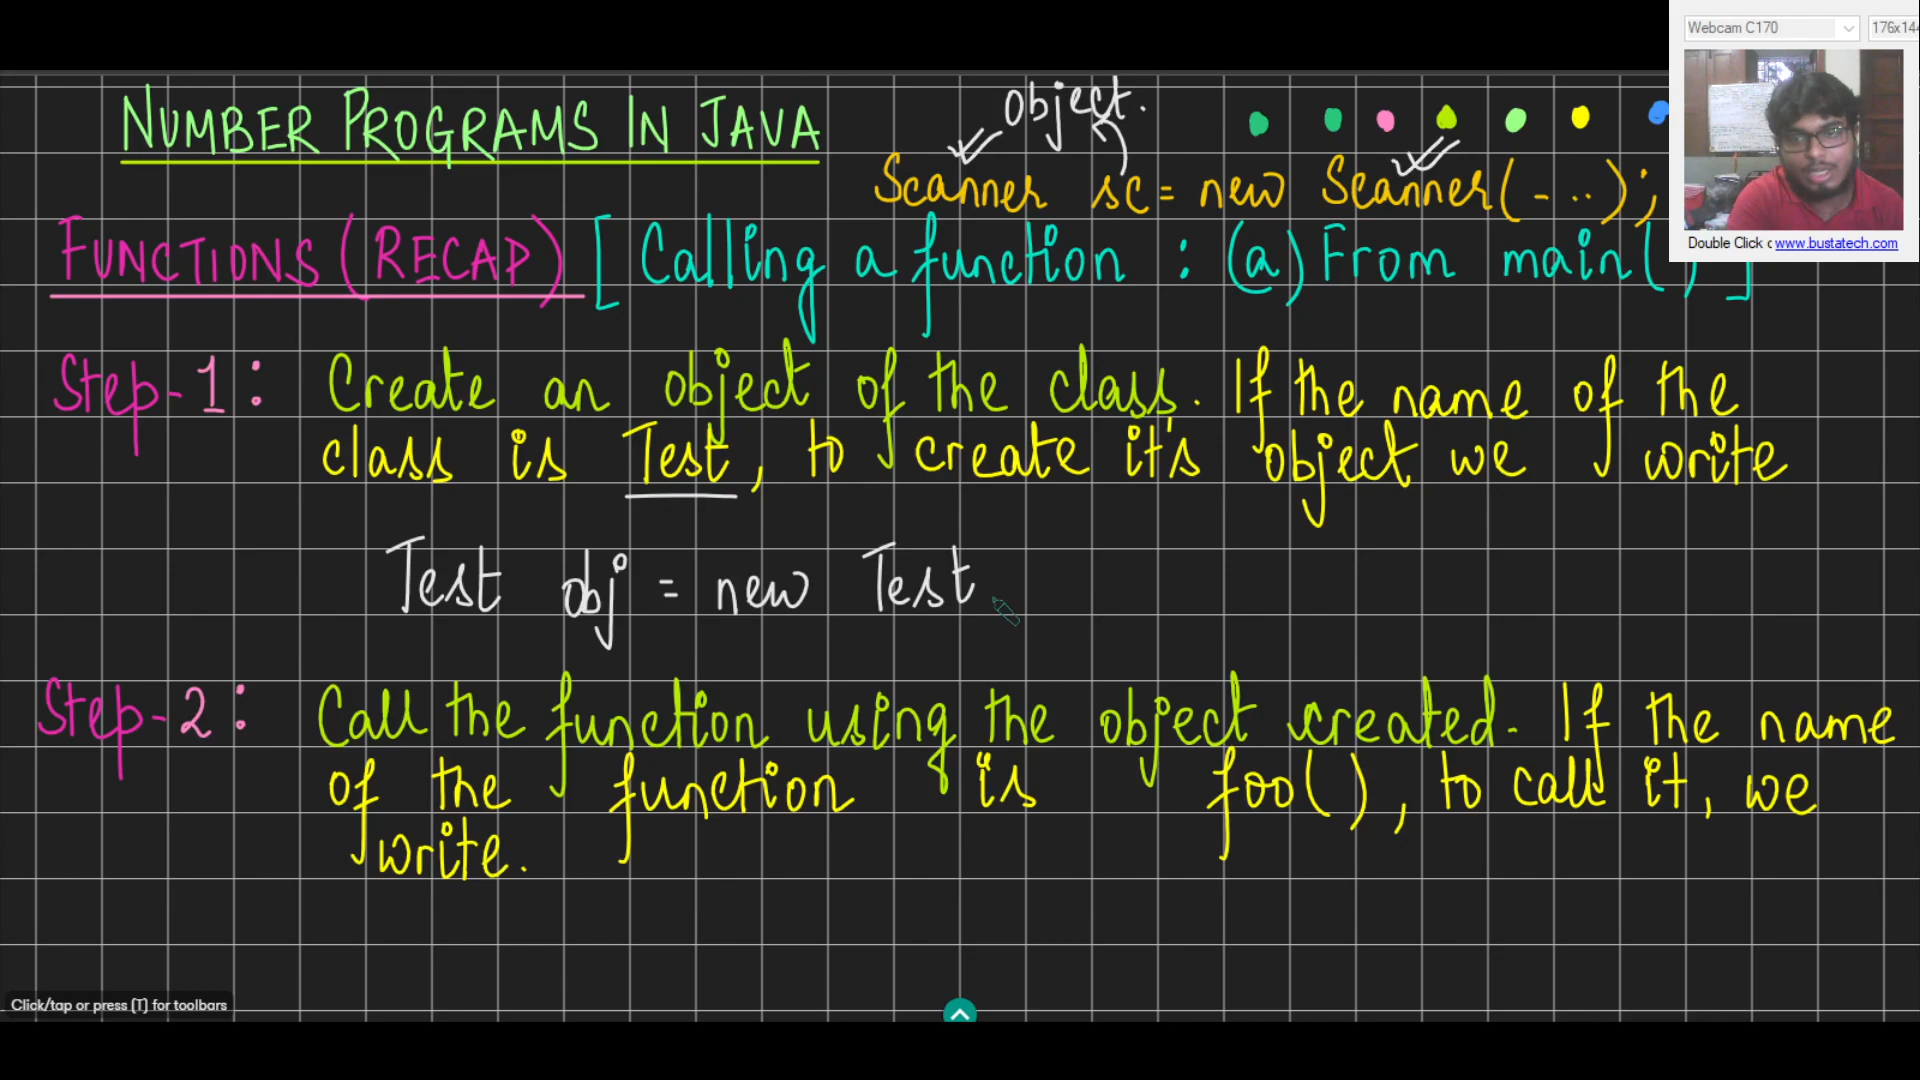 Webcam C170
176x144
NUMBER PROGRAMS IN JAVA
Object.
Scanner sc = new Scanner(-...);
Double Click www.bustatech.com
FUNCTIONS (RECAP) [Calling a function : (a) From main( ) ]
Step-1: Create an object of the class. If the name of the
class is Test, to create it's object we write
Test obj = new Test
Step-2: Call the function using the object created. If the name
of the function is foo( ), to call it, we
write.
Click/tap or press [T] for toolbars